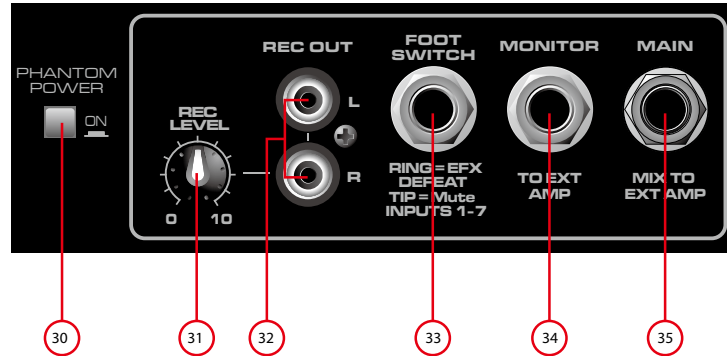 PHANTOM
POWER
ON
REC OUT
L
R
REC
LEVEL
0 10
FOOT
SWITCH
RING = EFX
DEFEAT
TIP = Mute
INPUTS 1-7
MONITOR
TO EXT
AMP
MAIN
MIX TO
EXT AMP
30 31 32 33 34 35